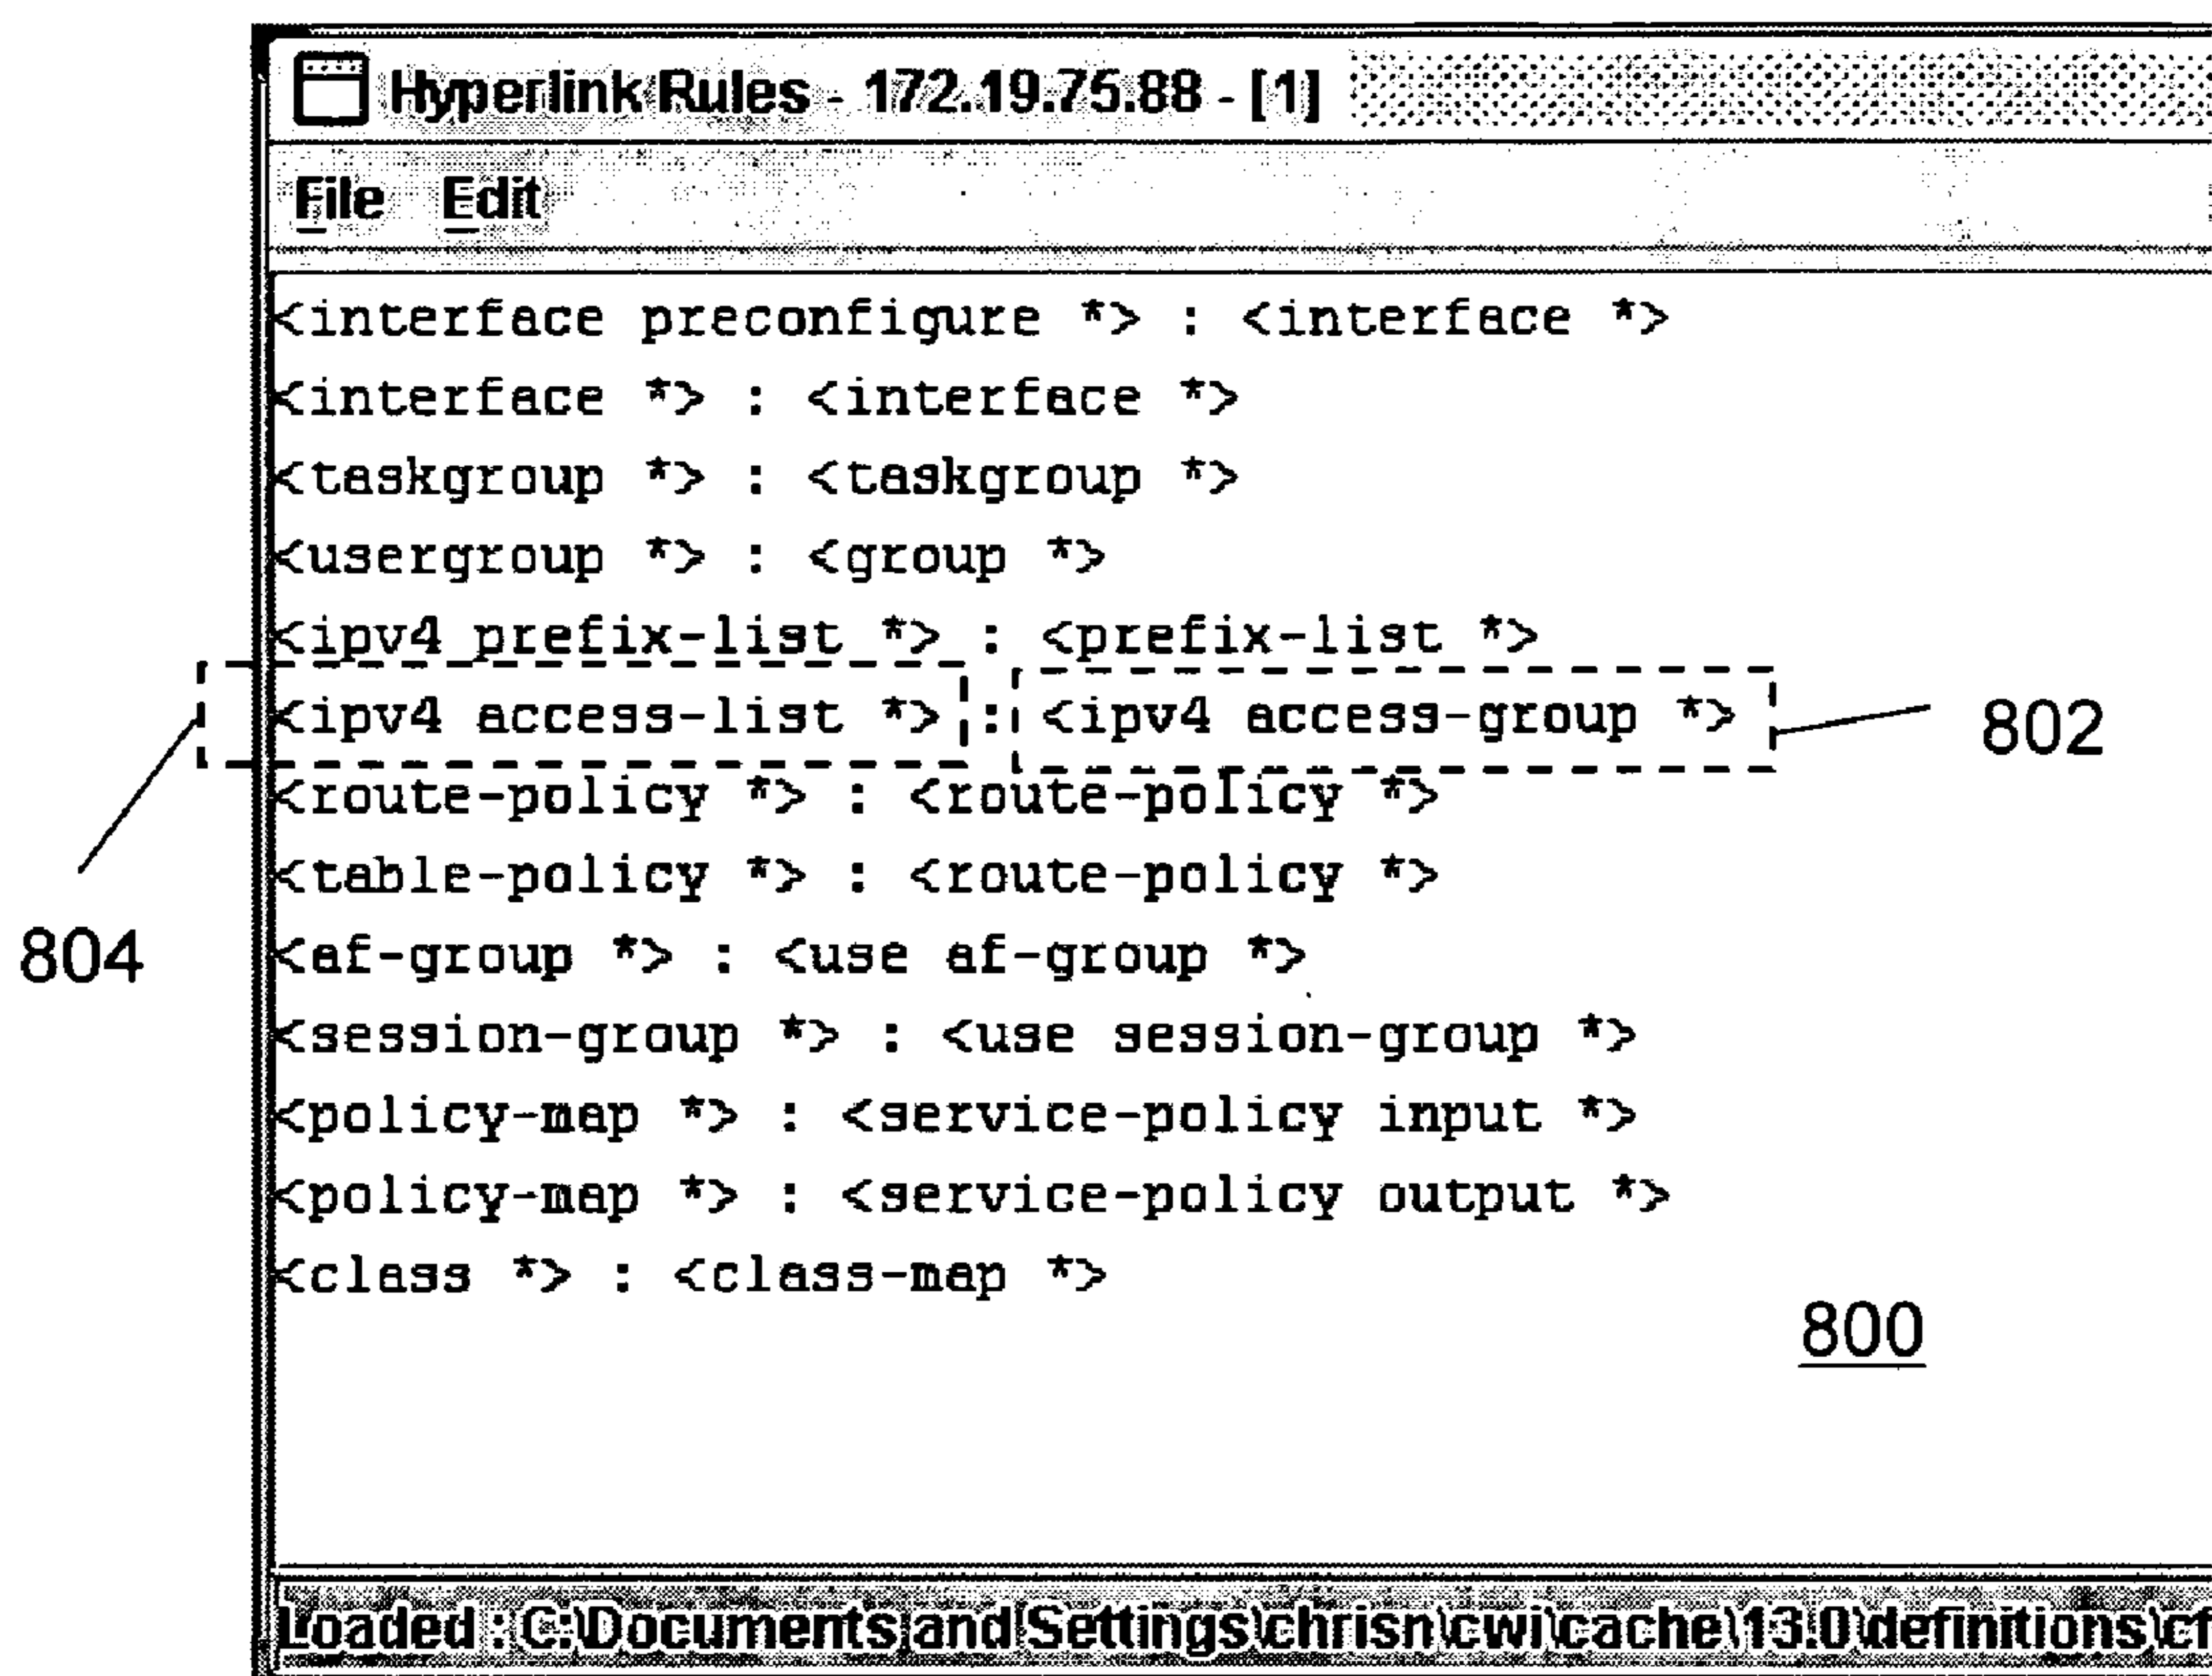 Hyperlink Rules - 172.19.75.88 - [1]
File Edit
<interface preconfigure *> : <interface *>
<interface *> : <interface *>
<taskgroup *> : <taskgroup *>
<usergroup *> : <group *>
<ipv4 prefix-list *> : <prefix-list *>
<ipv4 access-list *> : <ipv4 access-group *>
802
<route-policy *> : <route-policy *>
<table-policy *> : <route-policy *>
804
<af-group *> : <use af-group *>
<session-group *> : <use session-group *>
<policy-map *> : <service-policy input *>
<policy-map *> : <service-policy output *>
<class *> : <class-map *>
800
Loaded : C:\Documents and Settings\chrisn\cwi\cache\13.0\definitions\